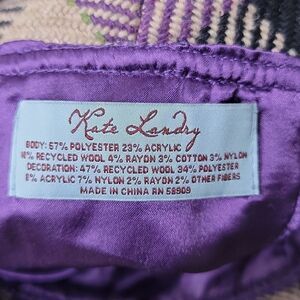 Kate Landry
BODY: 57% POLYESTER 23% ACRYLIC
10% RECYCLED WOOL 4% RAYON 3% COTTON 3% NYLON
DECORATION: 47% RECYCLED WOOL 34% POLYESTER
8% ACRYLIC 7% NYLON 2% RAYON 2% OTHER FIBERS
MADE IN CHINA RN 58909